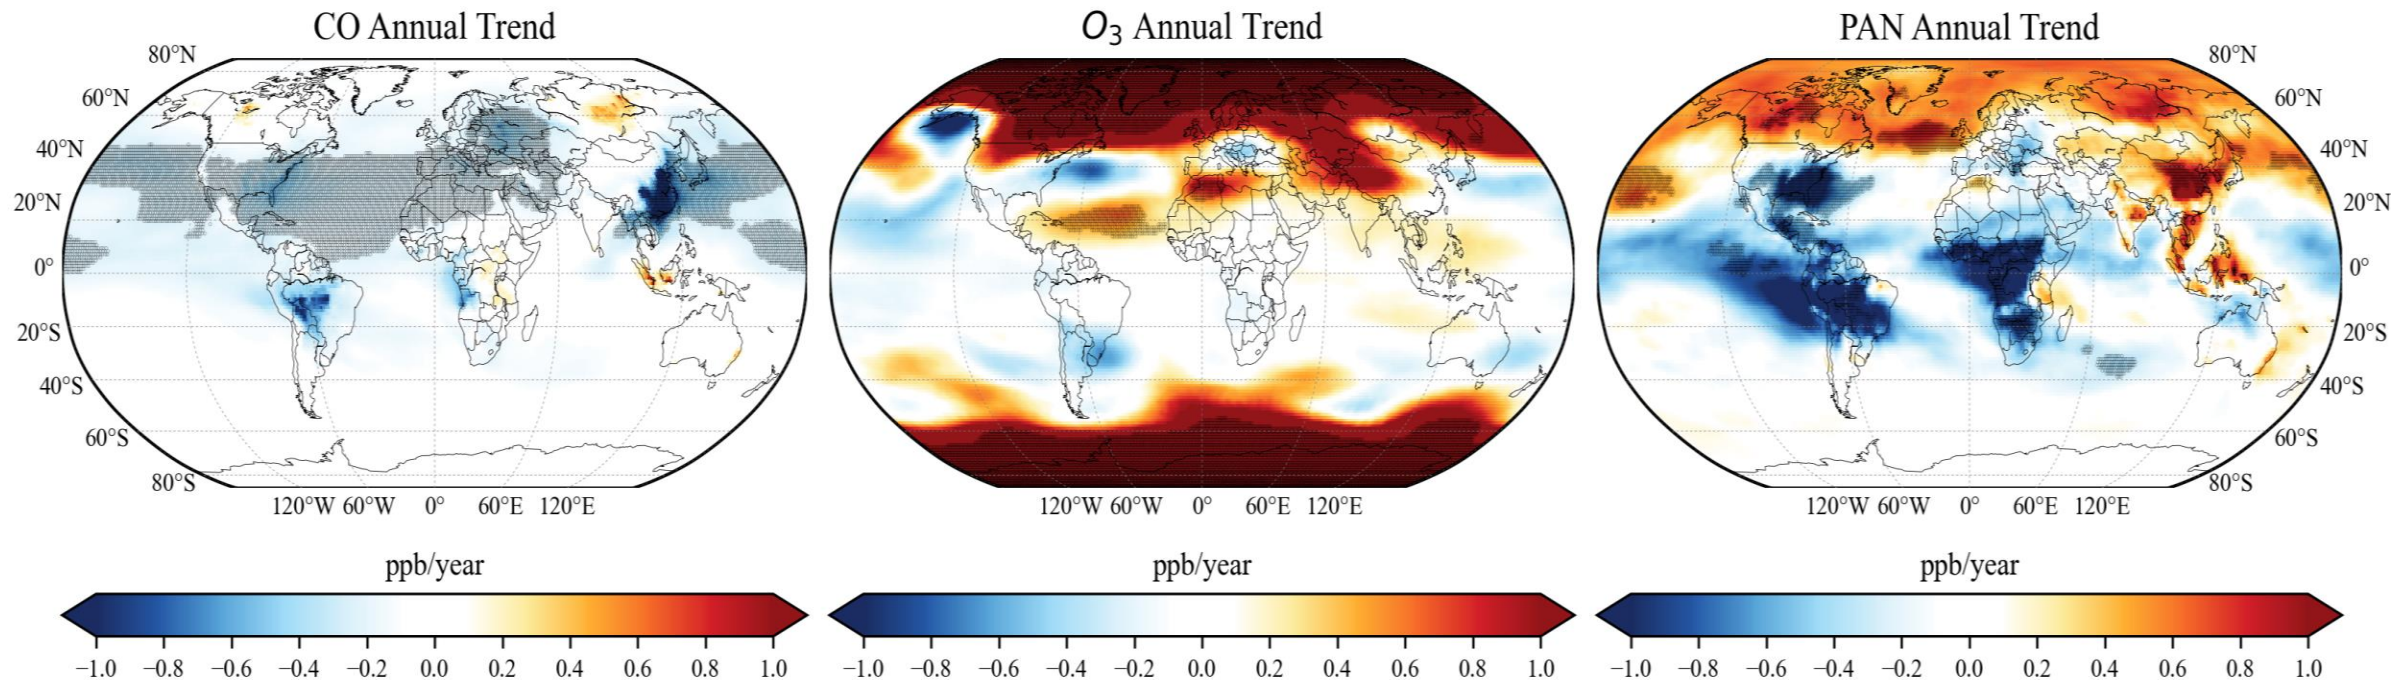 CO Annual Trend
O₃ Annual Trend
PAN Annual Trend
80°N
60°N
40°N
20°N
0°
20°S
40°S
60°S
80°S
120°W 60°W 0° 60°E 120°E
120°W 60°W 0° 60°E 120°E
120°W 60°W 0° 60°E 120°E
80°N
60°N
40°N
20°N
0°
20°S
40°S
60°S
80°S
ppb/year
−1.0 −0.8 −0.6 −0.4 −0.2 0.0 0.2 0.4 0.6 0.8 1.0
ppb/year
−1.0 −0.8 −0.6 −0.4 −0.2 0.0 0.2 0.4 0.6 0.8 1.0
ppb/year
−1.0 −0.8 −0.6 −0.4 −0.2 0.0 0.2 0.4 0.6 0.8 1.0